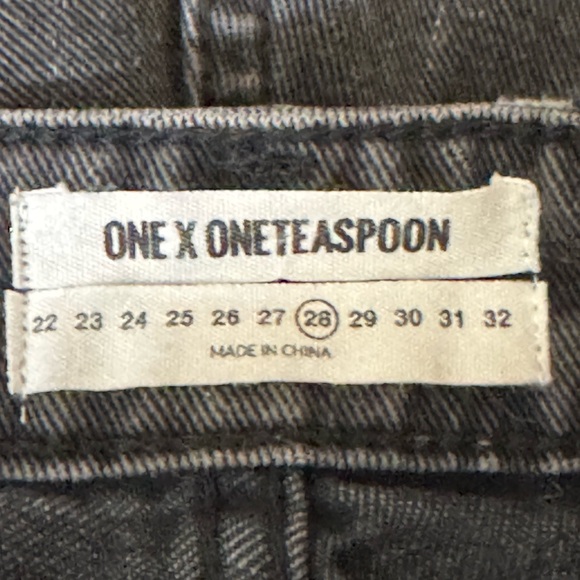 ONE X ONETEASPOON
22 23 24 25 26 27 28 29 30 31 32
MADE IN CHINA